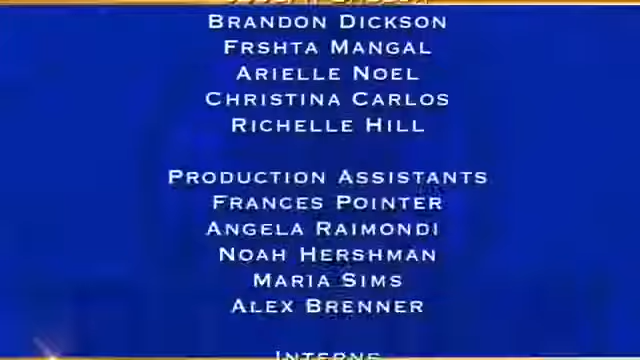 BRANDON DICKSON
FRSHTA MANGAL
ARIELLE NOEL
CHRISTINA CARLOS
RICHELLE HILL
PRODUCTION ASSISTANTS
FRANCES POINTER
ANGELA RAIMONDI
NOAH HERSHMAN
MARIA SIMS
ALEX BRENNER
INTERNS